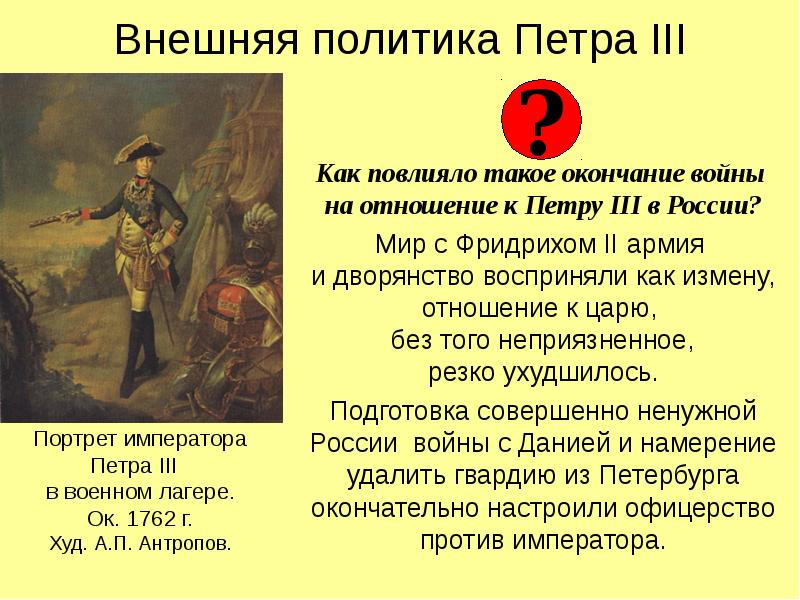 Внешняя политика Петра III
?
Как повлияло такое окончание войны
на отношение к Петру III в России?
Мир с Фридрихом II армия
и дворянство восприняли как измену,
отношение к царю,
без того неприязненное,
резко ухудшилось.
Подготовка совершенно ненужной
России войны с Данией и намерение
удалить гвардию из Петербурга
окончательно настроили офицерство
против императора.
Портрет императора
Петра III
в военном лагере.
Ок. 1762 г.
Худ. А.П. Антропов.